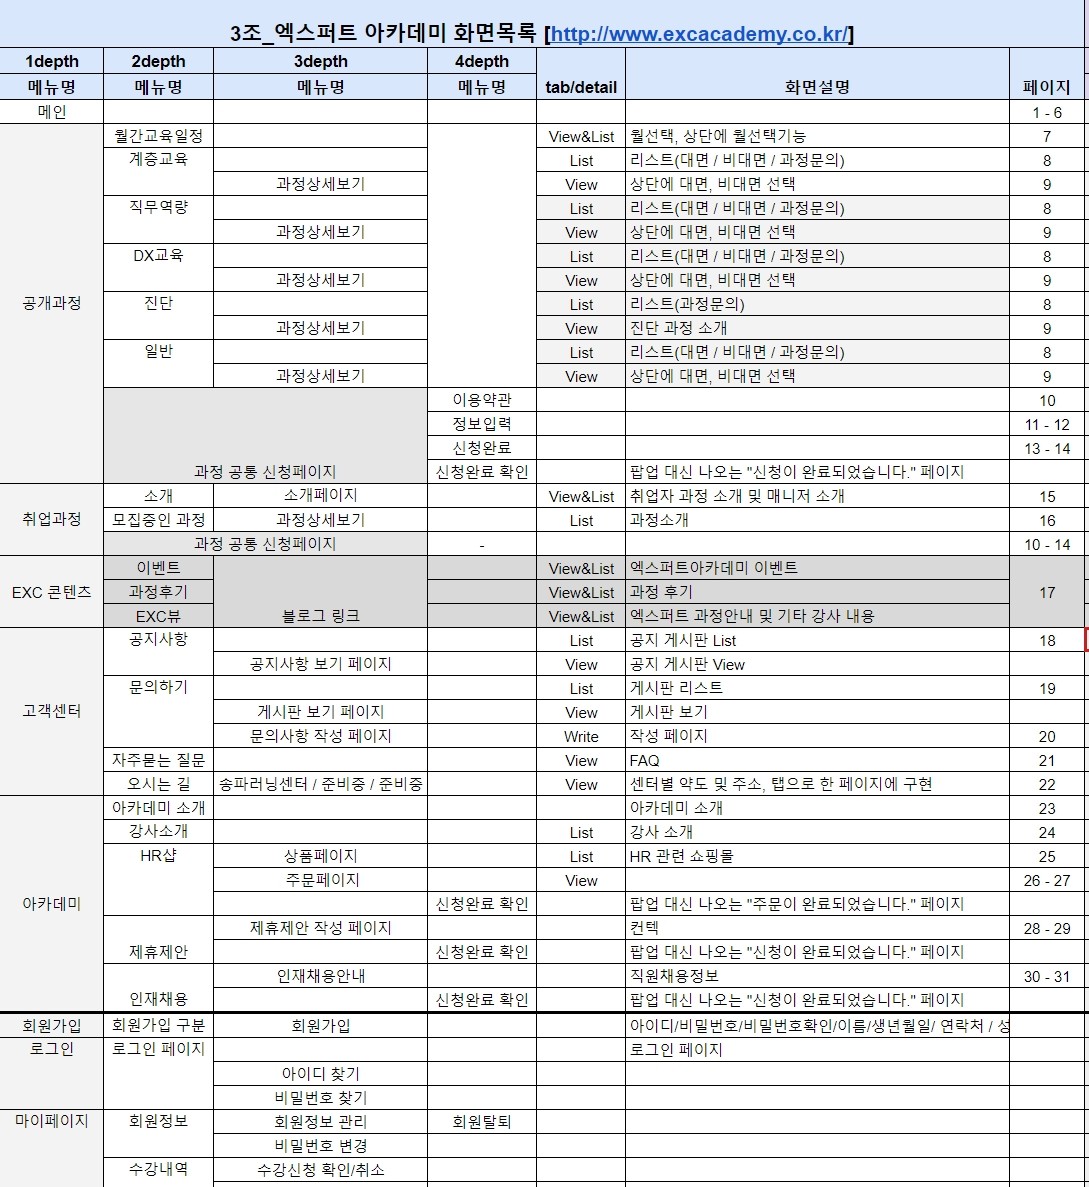 3조_엑스퍼트 아카데미 화면목록 [http://www.excacademy.co.kr/]
1depth 2depth 3depth 4depth
메뉴명 메뉴명 메뉴명 메뉴명 tab/detail 화면설명 페이지
메인 1 - 6
월간교육일정 View&List 월선택, 상단에 월선택기능 7
계층교육 List 리스트(대면 / 비대면 / 과정문의) 8
과정상세보기 View 상단에 대면, 비대면 선택 9
직무역량 List 리스트(대면 / 비대면 / 과정문의) 8
과정상세보기 View 상단에 대면, 비대면 선택 9
DX교육 List 리스트(대면 / 비대면 / 과정문의) 8
과정상세보기 View 상단에 대면, 비대면 선택 9
공개과정 진단 List 리스트(과정문의) 8
과정상세보기 View 진단 과정 소개 9
일반 List 리스트(대면 / 비대면 / 과정문의) 8
과정상세보기 View 상단에 대면, 비대면 선택 9
이용약관 10
정보입력 11 - 12
신청완료 13 - 14
과정 공통 신청페이지 신청완료 확인 팝업 대신 나오는 "신청이 완료되었습니다." 페이지
소개 소개페이지 View&List 취업자 과정 소개 및 매니저 소개 15
취업과정 모집중인 과정 과정상세보기 List 과정소개 16
과정 공통 신청페이지 - 10 - 14
이벤트 View&List 엑스퍼트아카데미 이벤트
EXC 콘텐츠 과정후기 View&List 과정 후기 17
EXC뷰 블로그 링크 View&List 엑스퍼트 과정안내 및 기타 강사 내용
공지사항 List 공지 게시판 List 18
공지사항 보기 페이지 View 공지 게시판 View
문의하기 List 게시판 리스트 19
고객센터 게시판 보기 페이지 View 게시판 보기
문의사항 작성 페이지 Write 작성 페이지 20
자주묻는 질문 View FAQ 21
오시는 길 송파러닝센터 / 준비중 / 준비중 View 센터별 약도 및 주소, 탭으로 한 페이지에 구현 22
아카데미 소개 아카데미 소개 23
강사소개 List 강사 소개 24
HR샵 상품페이지 List HR 관련 쇼핑몰 25
주문페이지 View 26 - 27
아카데미 신청완료 확인 팝업 대신 나오는 "주문이 완료되었습니다." 페이지
제휴제안 작성 페이지 컨텍 28 - 29
제휴제안 신청완료 확인 팝업 대신 나오는 "신청이 완료되었습니다." 페이지
인재채용안내 직원채용정보 30 - 31
인재채용 신청완료 확인 팝업 대신 나오는 "신청이 완료되었습니다." 페이지
회원가입 회원가입 구분 회원가입 아이디/비밀번호/비밀번호확인/이름/생년월일/ 연락처 / 성
로그인 로그인 페이지 로그인 페이지
아이디 찾기
비밀번호 찾기
마이페이지 회원정보 회원정보 관리 회원탈퇴
비밀번호 변경
수강내역 수강신청 확인/취소